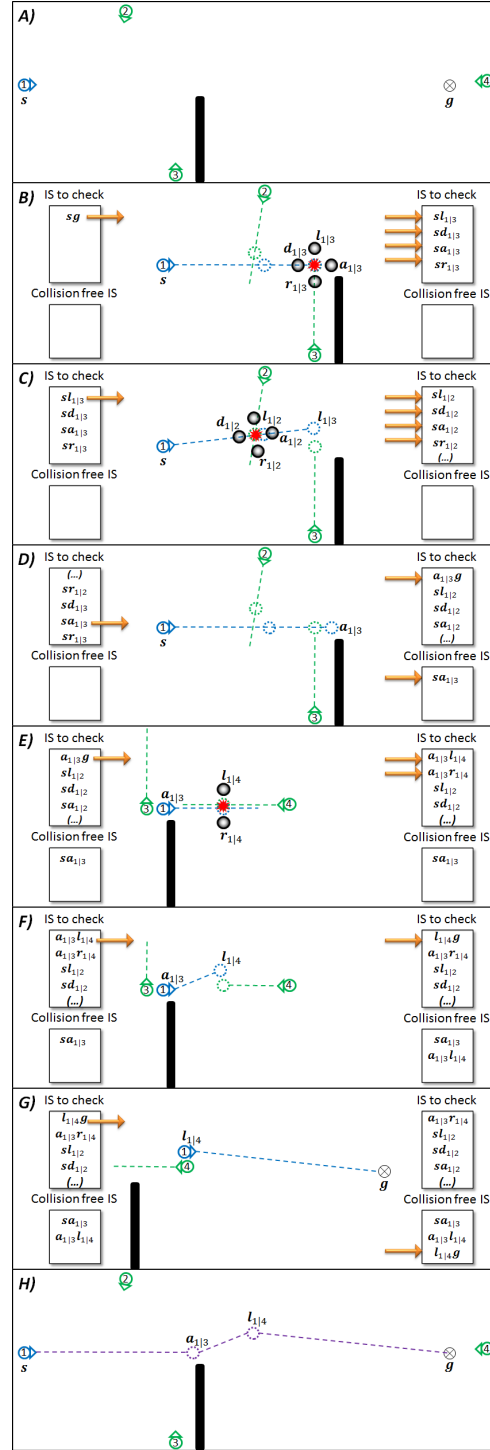 A)
2
1
s
g
4
3
B)
IS to check
sg
Collision free IS
2
1
s
d1|3
l1|3
a1|3
r1|3
3
IS to check
sl1|3
sd1|3
sa1|3
sr1|3
Collision free IS
C)
IS to check
sl1|3
sd1|3
sa1|3
sr1|3
Collision free IS
2
1
s
d1|2
l1|2
a1|2
r1|2
l1|3
3
IS to check
sl1|2
sd1|2
sa1|2
sr1|2
(...)
Collision free IS
D)
IS to check
(...)
sr1|2
sd1|3
sa1|3
sr1|3
Collision free IS
2
1
s
a1|3
3
IS to check
a1|3g
sl1|2
sd1|2
sa1|2
(...)
Collision free IS
sa1|3
E)
IS to check
a1|3g
sl1|2
sd1|2
sa1|2
(...)
Collision free IS
sa1|3
a1|3
3
1
l1|4
r1|4
4
IS to check
a1|3l1|4
a1|3r1|4
sl1|2
sd1|2
(...)
Collision free IS
sa1|3
F)
IS to check
a1|3l1|4
a1|3r1|4
sl1|2
sd1|2
(...)
Collision free IS
sa1|3
a1|3
3
1
l1|4
4
IS to check
l1|4g
a1|3r1|4
sl1|2
sd1|2
(...)
Collision free IS
sa1|3
a1|3l1|4
G)
IS to check
l1|4g
a1|3r1|4
sl1|2
sd1|2
(...)
Collision free IS
sa1|3
a1|3l1|4
l1|4
1
4
g
IS to check
a1|3r1|4
sl1|2
sd1|2
sa1|2
(...)
Collision free IS
sa1|3
a1|3l1|4
l1|4g
H)
2
1
s
a1|3
l1|4
g
4
3